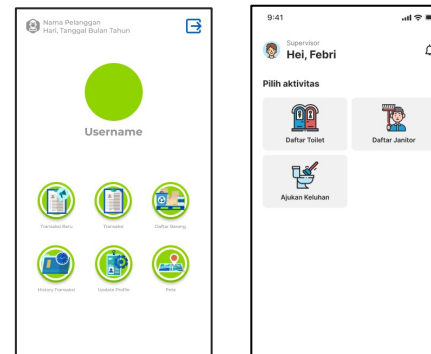 Nama Pelanggan
Hari, Tanggal Bulan Tahun
Username
Transaksi Baru
Transaksi
Daftar Barang
History Transaksi
Update Profile
Peta
9:41
Supervisor
Hei, Febri
Pilih aktivitas
Daftar Toilet
Daftar Janitor
Ajukan Keluhan